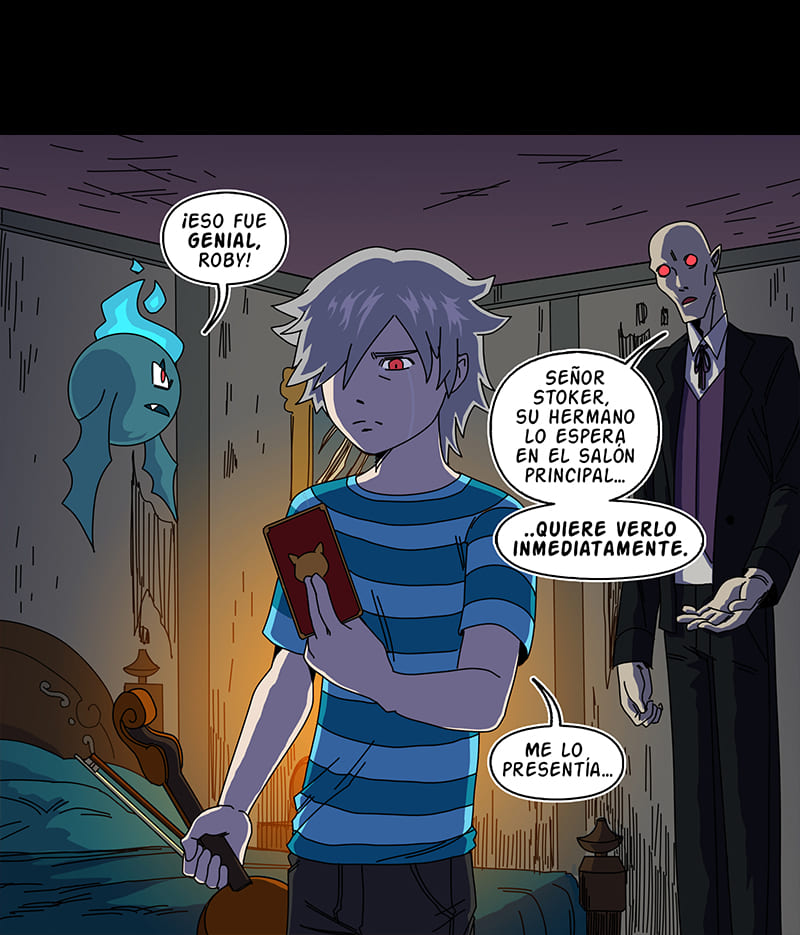 ¡ESO FUE
GENIAL,
ROBY!
SEÑOR
STOKER,
SU HERMANO
LO ESPERA
EN EL SALÓN
PRINCIPAL...
..QUIERE VERLO
INMEDIATAMENTE.
ME LO
PRESENTÍA...